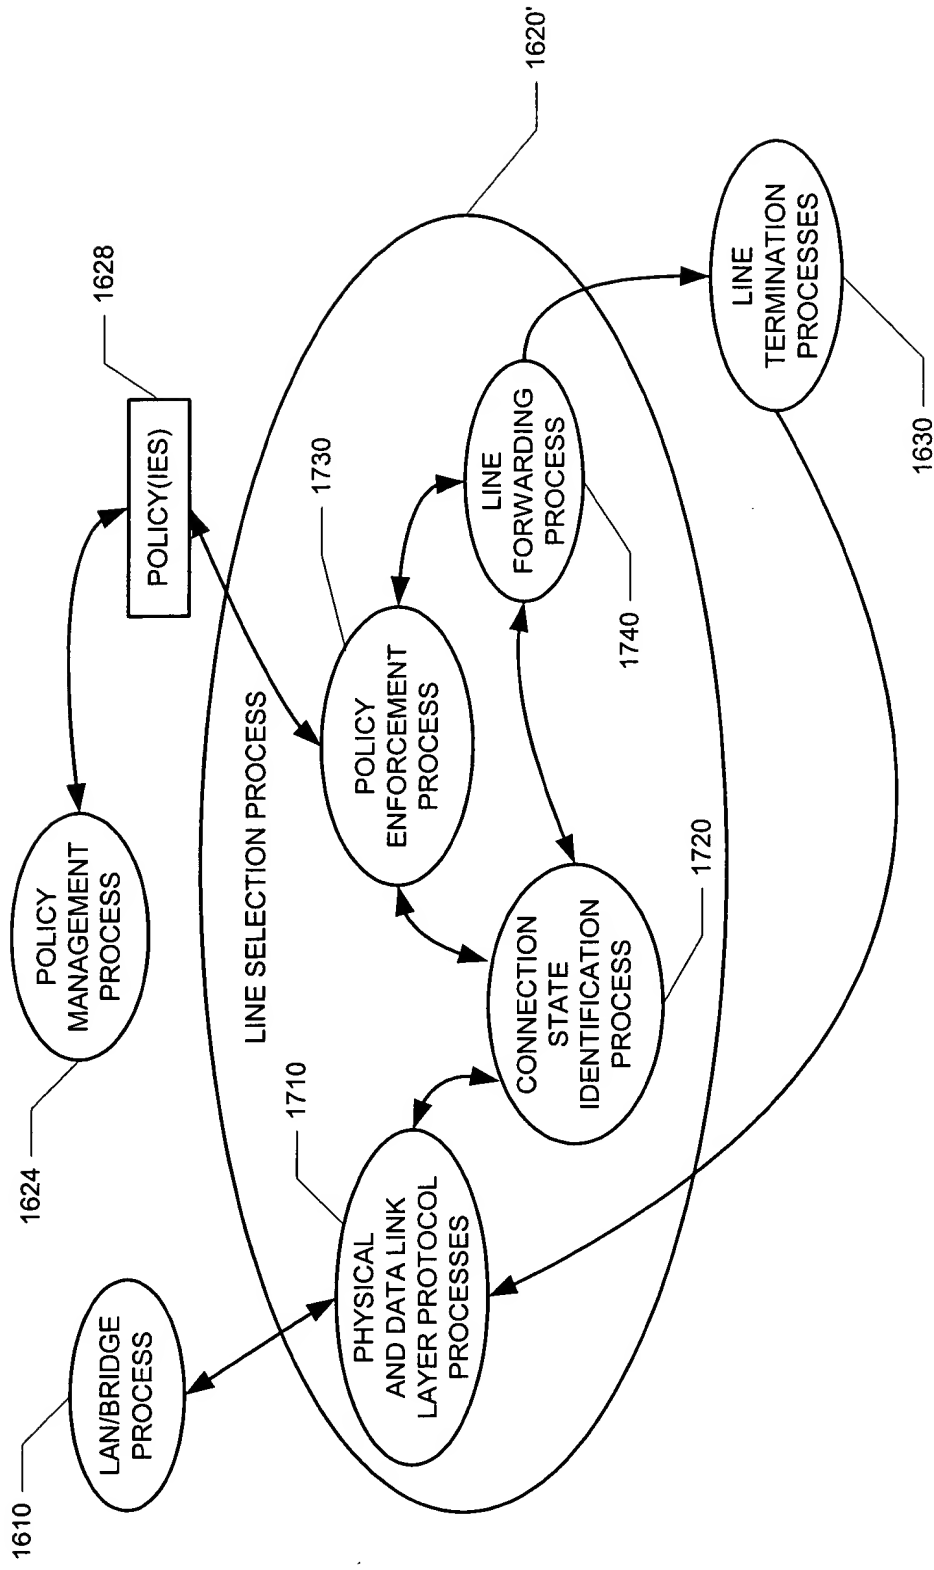 1610
LAN/BRIDGE
PROCESS
1624
POLICY
MANAGEMENT
PROCESS
POLICY(IES)
1628
LINE SELECTION PROCESS
1620'
1710
PHYSICAL
AND DATA LINK
LAYER PROTOCOL
PROCESSES
1730
POLICY
ENFORCEMENT
PROCESS
CONNECTION
STATE
IDENTIFICATION
PROCESS
1720
LINE
FORWARDING
PROCESS
1740
LINE
TERMINATION
PROCESSES
1630